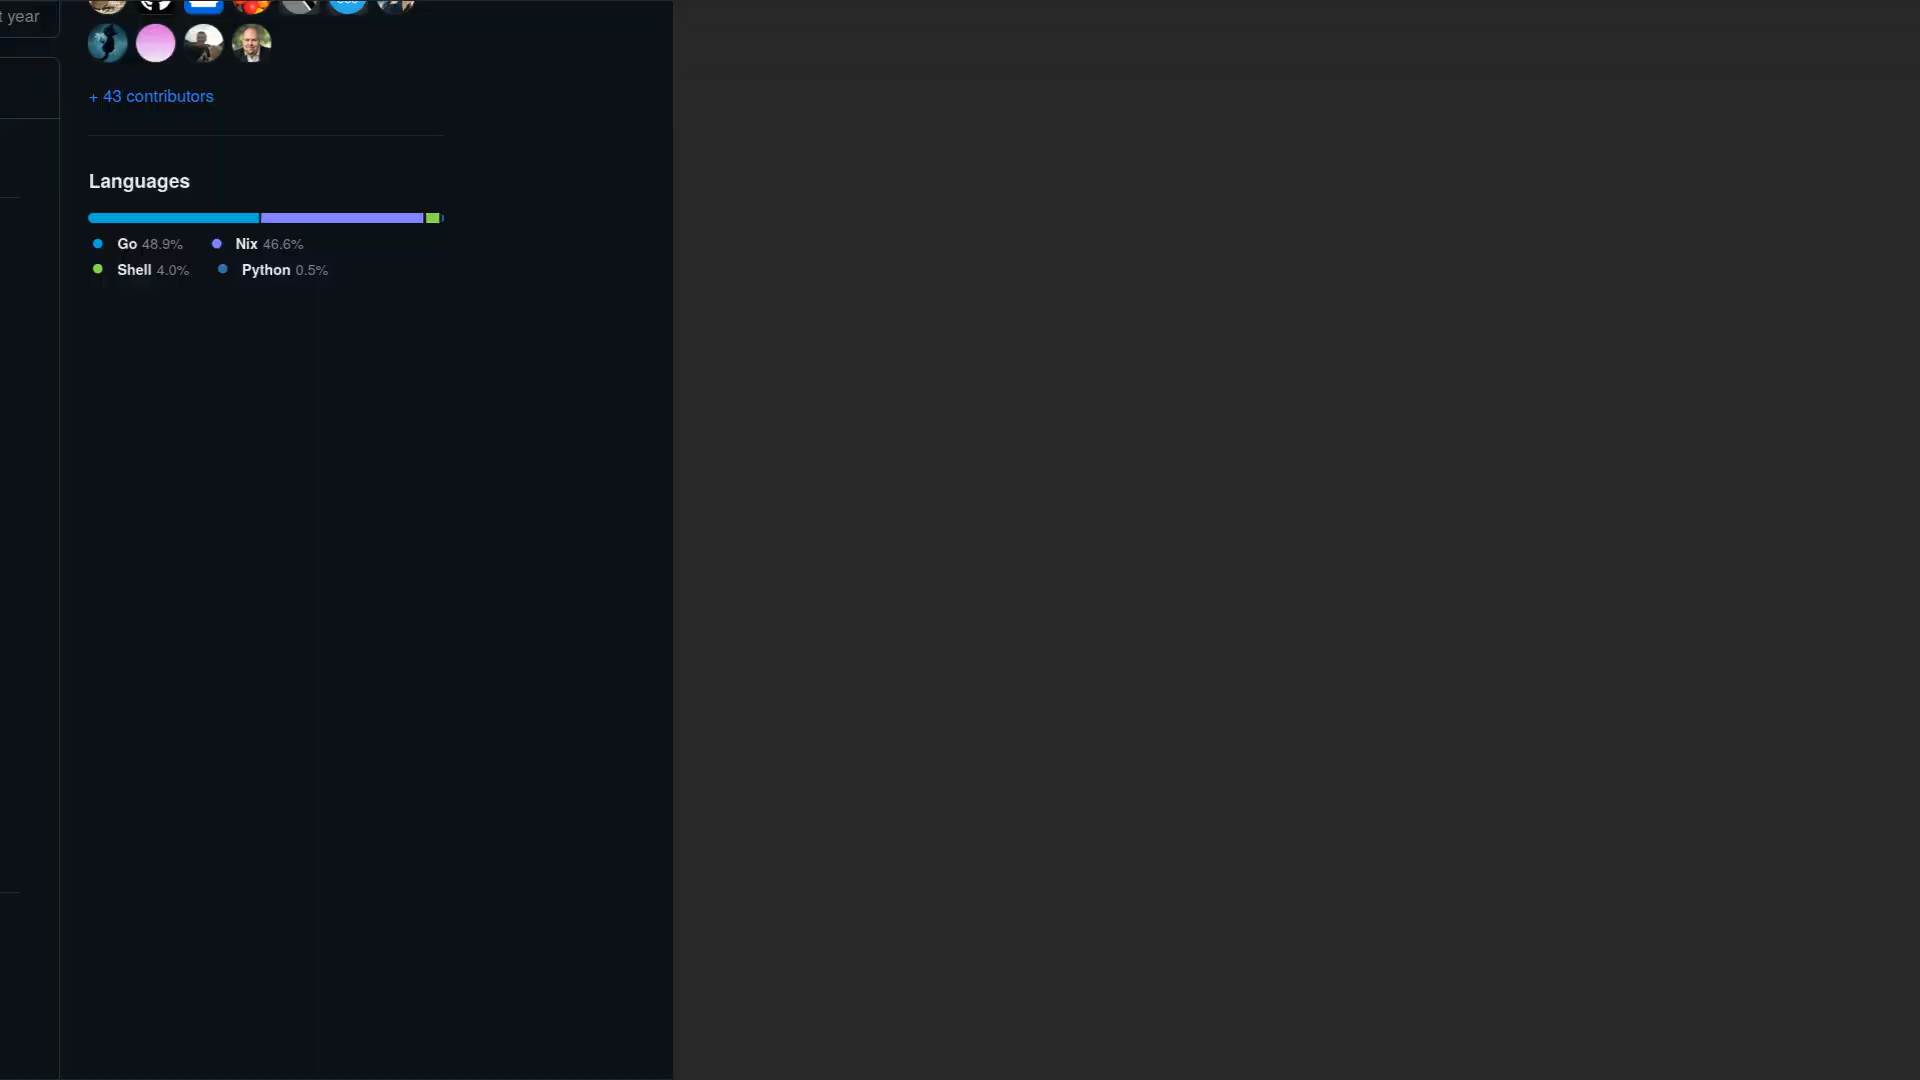 t year
+ 43 contributors
Languages
Go 48.9% Nix 46.6%
Shell 4.0% Python 0.5%